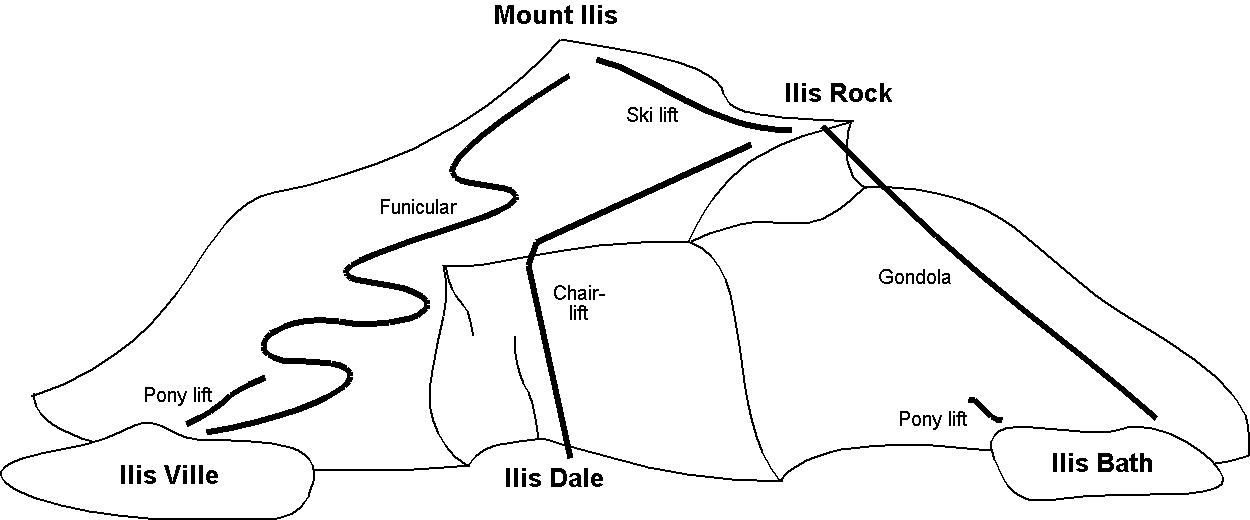 Mount Ilis
Ilis Rock
Ski lift
Funicular
Gondola
Chair-
lift
Pony lift
Pony lift
Ilis Ville
Ilis Dale
Ilis Bath